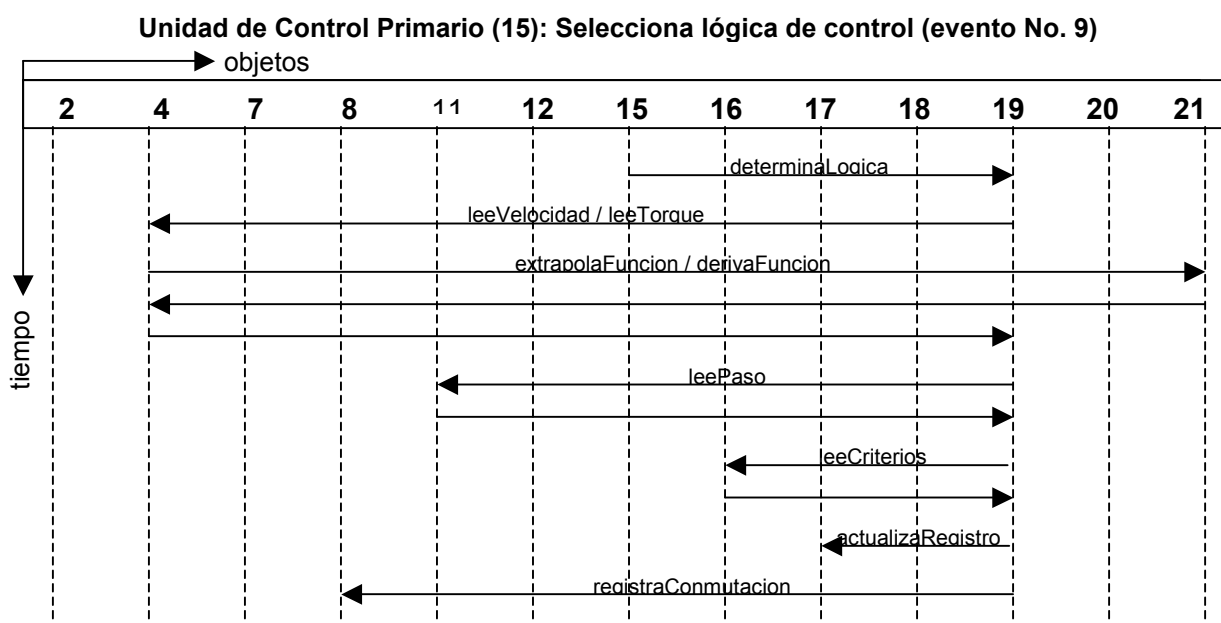 Unidad de Control Primario (15): Selecciona lógica de control (evento No. 9)
objetos
2 4 7 8 11 12 15 16 17 18 19 20 21
determinaLogica
leeVelocidad / leeTorque
extrapolaFuncion / derivaFuncion
tiempo
leePaso
leeCriterios
actualizaRegistro
registraConmutacion